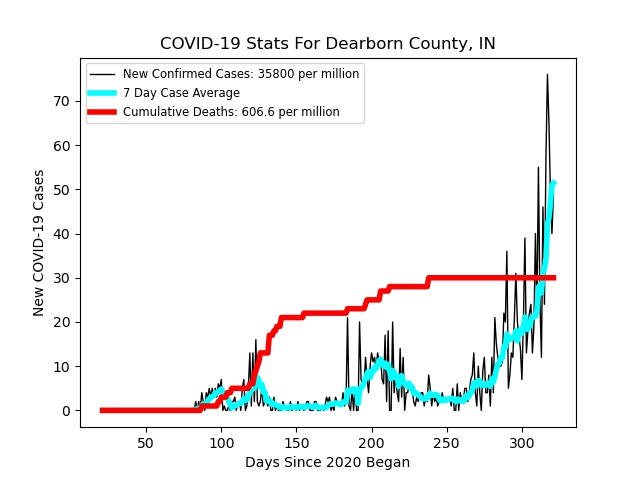 COVID-19 Stats For Dearborn County, IN
New Confirmed Cases: 35800 per million
7 Day Case Average
Cumulative Deaths: 606.6 per million
New COVID-19 Cases
70
60
50
40
30
20
10
0
50 100 150 200 250 300
Days Since 2020 Began